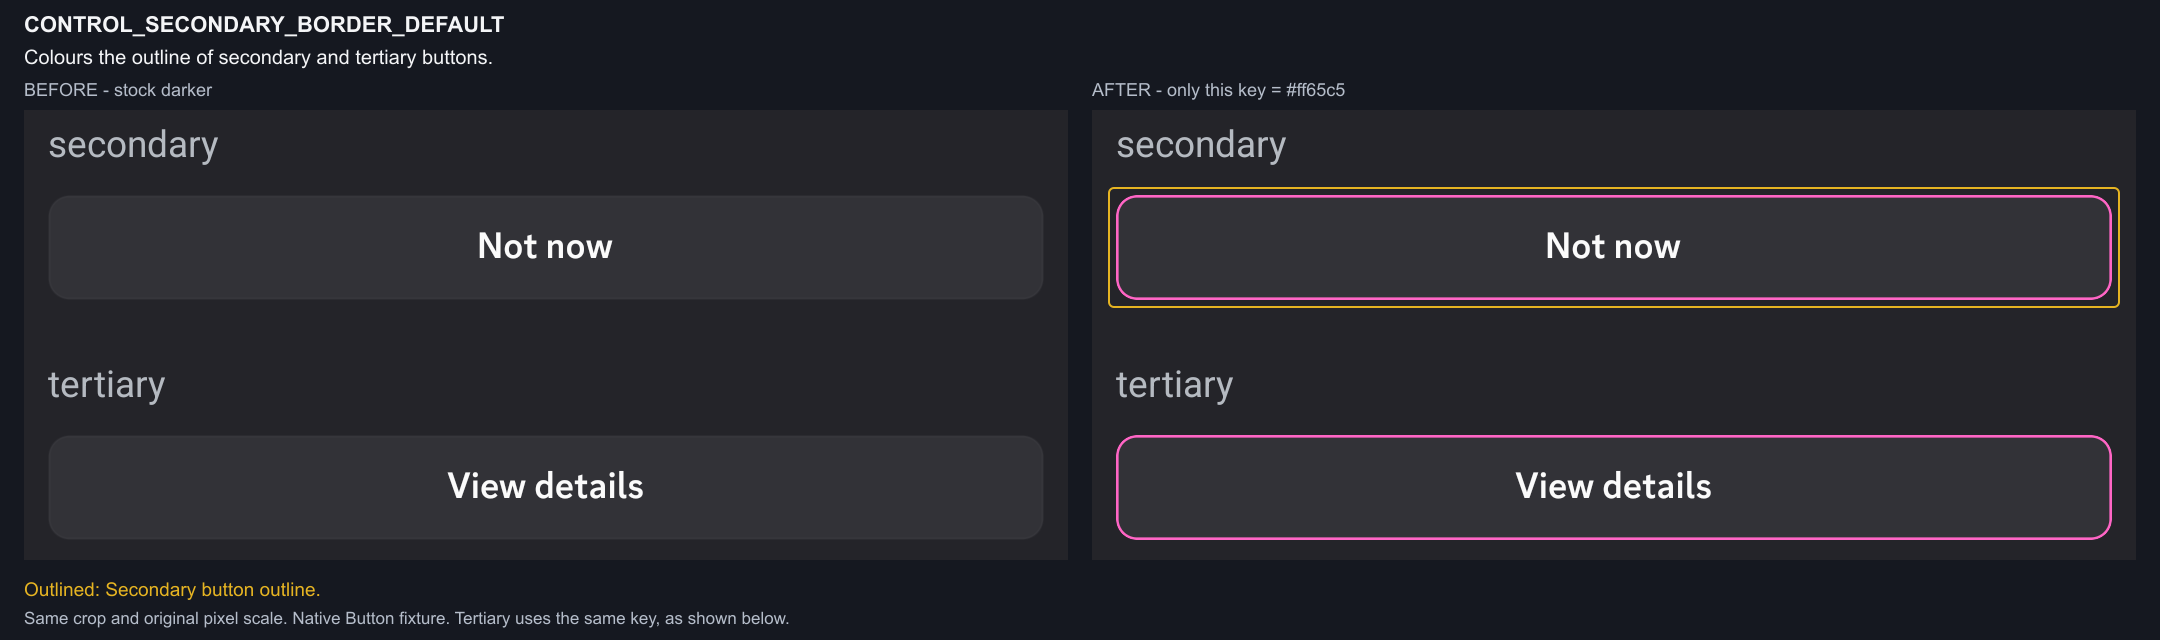 CONTROL_SECONDARY_BORDER_DEFAULT
Colours the outline of secondary and tertiary buttons.
BEFORE - stock darker
AFTER - only this key = #ff65c5
secondary
Not now
tertiary
View details
secondary
Not now
tertiary
View details
Outlined: Secondary button outline.
Same crop and original pixel scale. Native Button fixture. Tertiary uses the same key, as shown below.